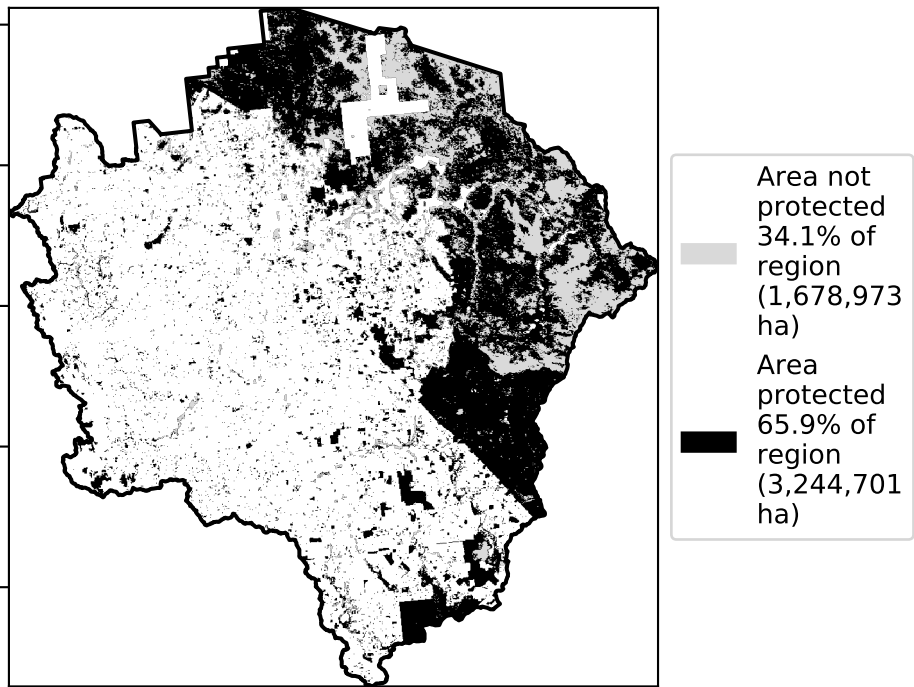 Area not
protected
34.1% of
region
(1,678,973
ha)
Area
protected
65.9% of
region
(3,244,701
ha)